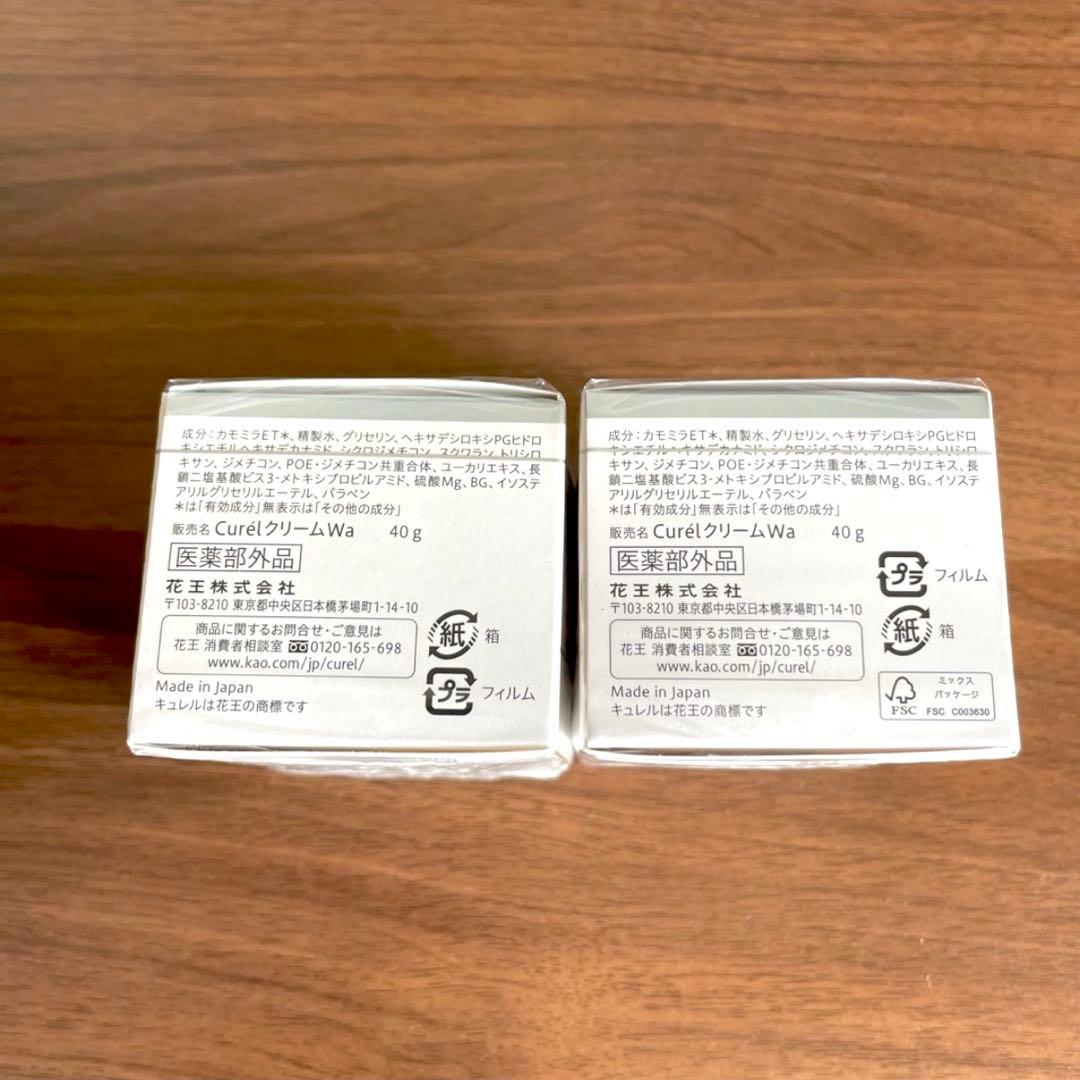 成分:カモミラET*、精製水、グリセリン、ヘキサデシロキシPGヒドロ
キシエチルヘキサデカナミド、シクロジメチコン、スクワラン、トリシロ
キサン、ジメチコン、POE・ジメチコン共重合体、ユーカリエキス、長
鎖二塩基酸ビス3-メトキシプロピルアミド、硫酸Mg、BG、イソステ
アリルグリセリルエーテル、パラベン
*は「有効成分」無表示は「その他の成分」
販売名 CurélクリームWa 40g
医薬部外品
花王株式会社
〒103-8210 東京都中央区日本橋茅場町1-14-10
商品に関するお問合せ・ご意見は
花王 消費者相談室 0120-165-698
www.kao.com/jp/curel/
紙 箱
プラ フィルム
Made in Japan
キュレルは花王の商標です
成分:カモミラET*、精製水、グリセリン、ヘキサデシロキシPGヒドロ
キシエチルヘキサデカナミド、シクロジメチコン、スクワラン、トリシロ
キサン、ジメチコン、POE・ジメチコン共重合体、ユーカリエキス、長
鎖二塩基酸ビス3-メトキシプロピルアミド、硫酸Mg、BG、イソステ
アリルグリセリルエーテル、パラベン
*は「有効成分」無表示は「その他の成分」
販売名 CurélクリームWa 40g
医薬部外品
プラ フィルム
花王株式会社
〒103-8210 東京都中央区日本橋茅場町1-14-10
商品に関するお問合せ・ご意見は
花王 消費者相談室 0120-165-698
www.kao.com/jp/curel/
紙 箱
Made in Japan
キュレルは花王の商標です
ミックス
パッケージ
FSC FSC C003630